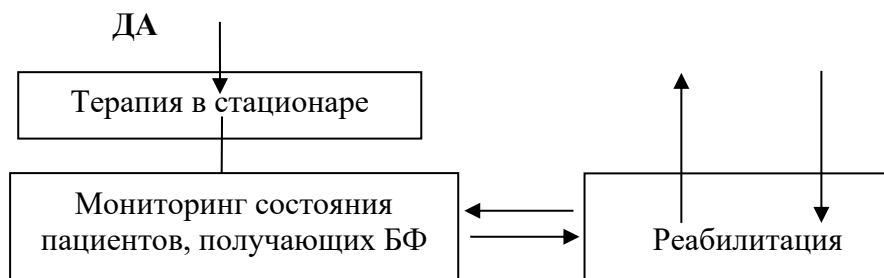 ДА
Терапия в стационаре
Мониторинг состояния
пациентов, получающих БФ
Реабилитация